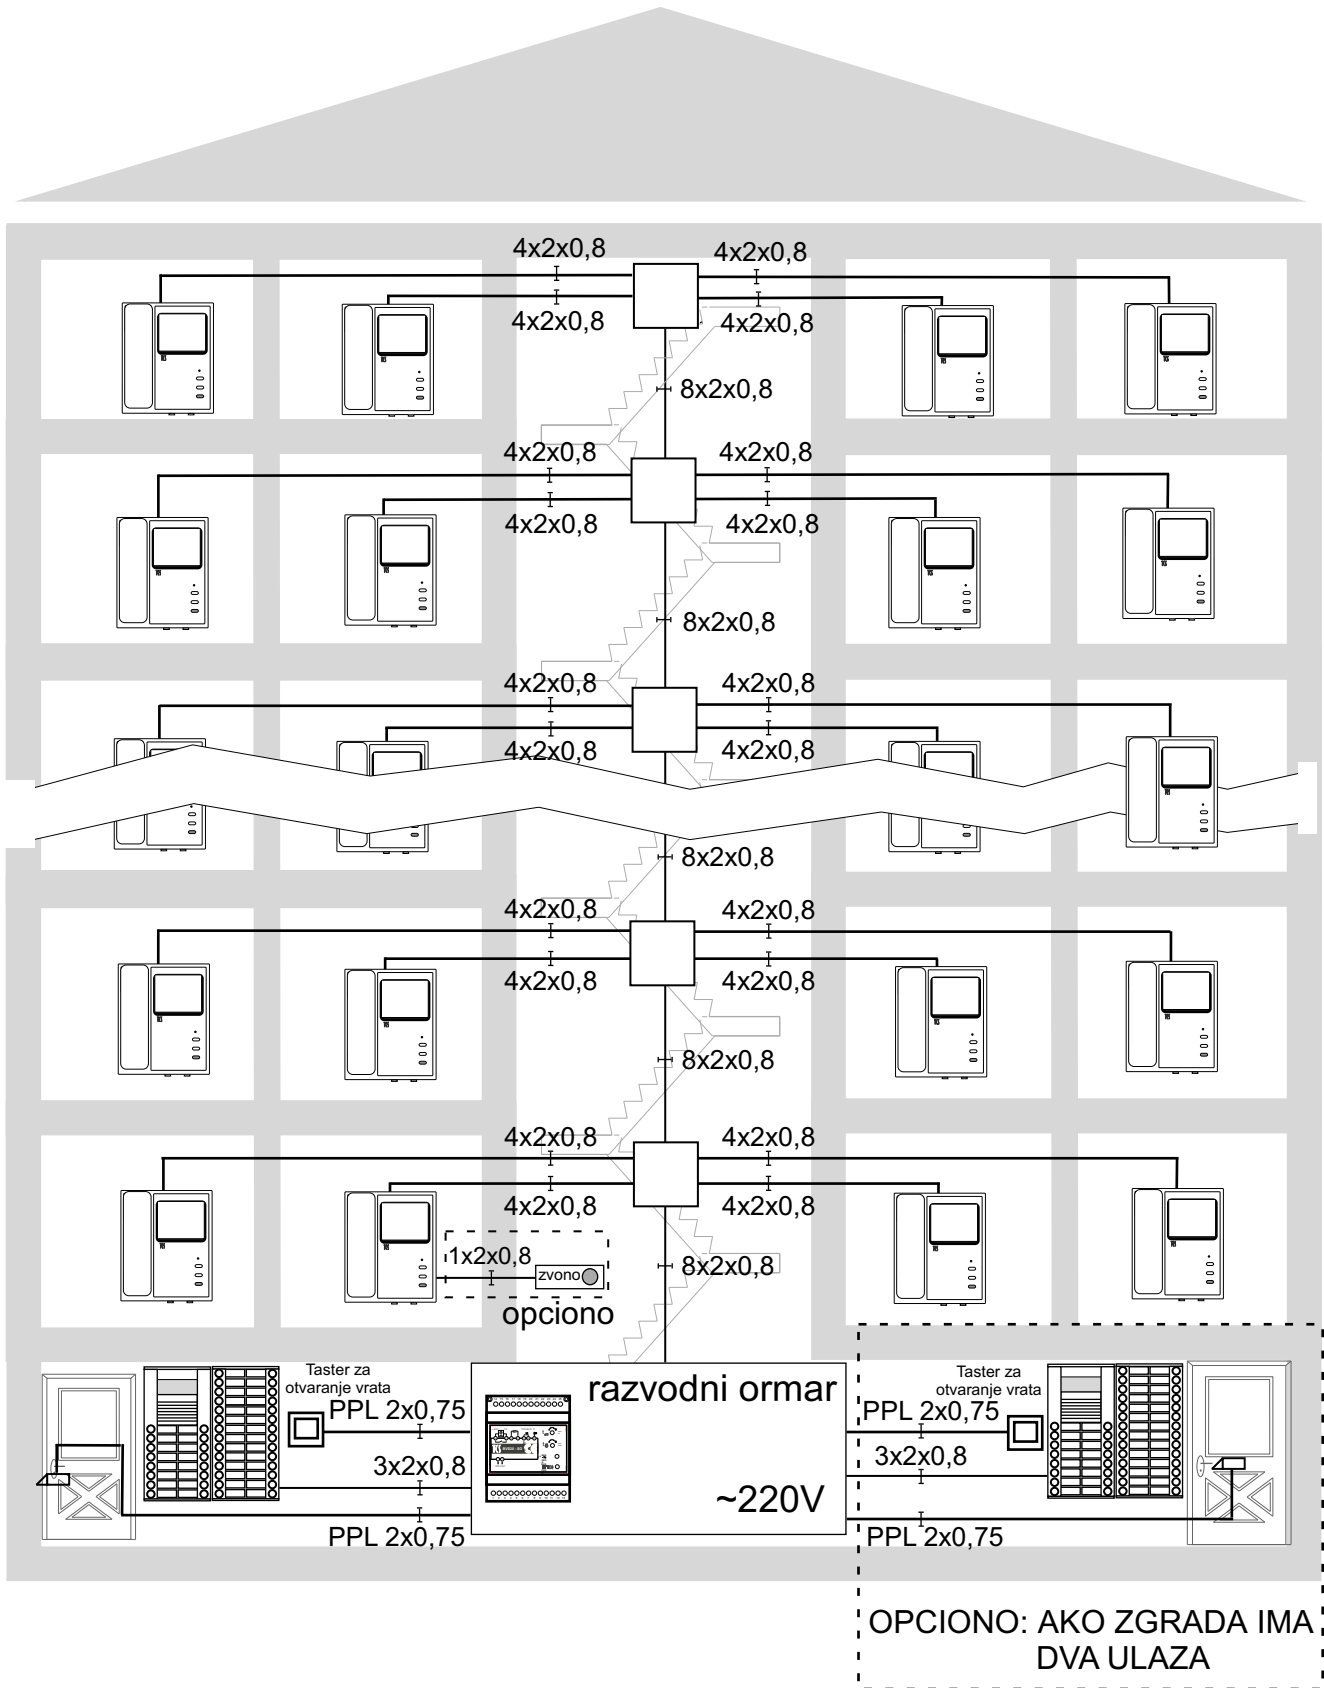 4x2x0,8 4x2x0,8
4x2x0,8 4x2x0,8
8x2x0,8
4x2x0,8 4x2x0,8
4x2x0,8 4x2x0,8
8x2x0,8
4x2x0,8 4x2x0,8
4x2x0,8 4x2x0,8
8x2x0,8
4x2x0,8 4x2x0,8
4x2x0,8 4x2x0,8
8x2x0,8
4x2x0,8 4x2x0,8
4x2x0,8 4x2x0,8
1x2x0,8
8x2x0,8
zvono
opciono
Taster za
otvaranje vrata
PPL 2x0,75
3x2x0,8
PPL 2x0,75
razvodni ormar
~220V
Taster za
otvaranje vrata
PPL 2x0,75
3x2x0,8
PPL 2x0,75
OPCIONO: AKO ZGRADA IMA
DVA ULAZA